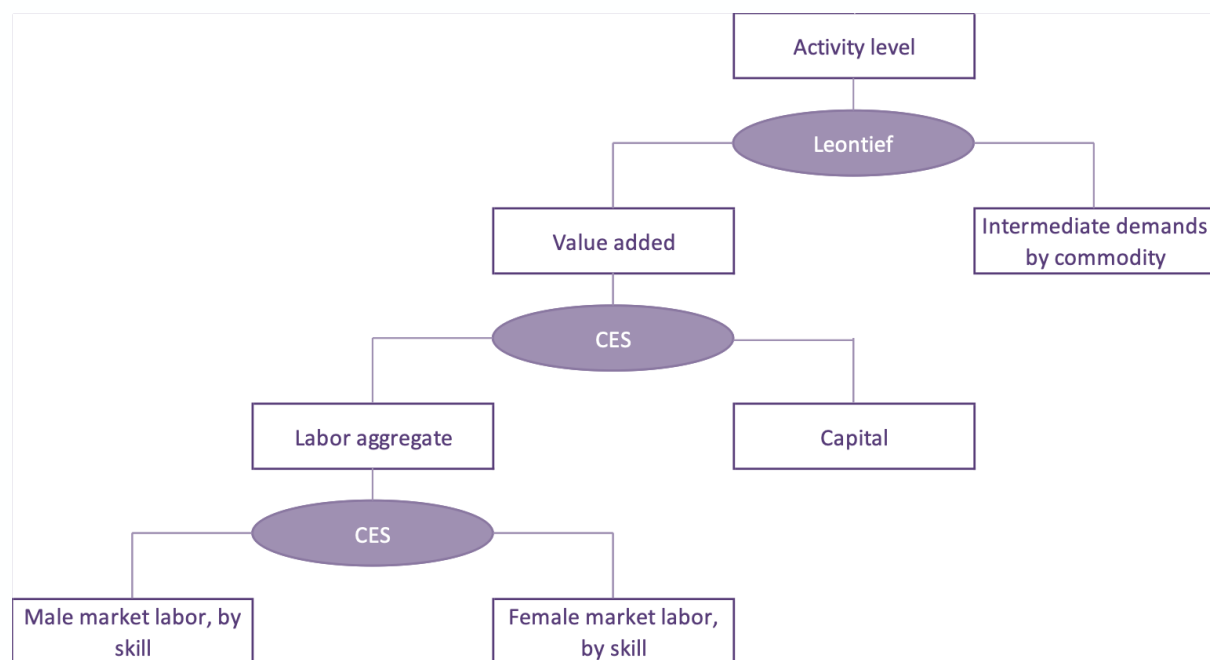 Activity level
Leontief
Value added
Intermediate demands
by commodity
CES
Labor aggregate
Capital
CES
Male market labor, by
skill
Female market labor,
by skill